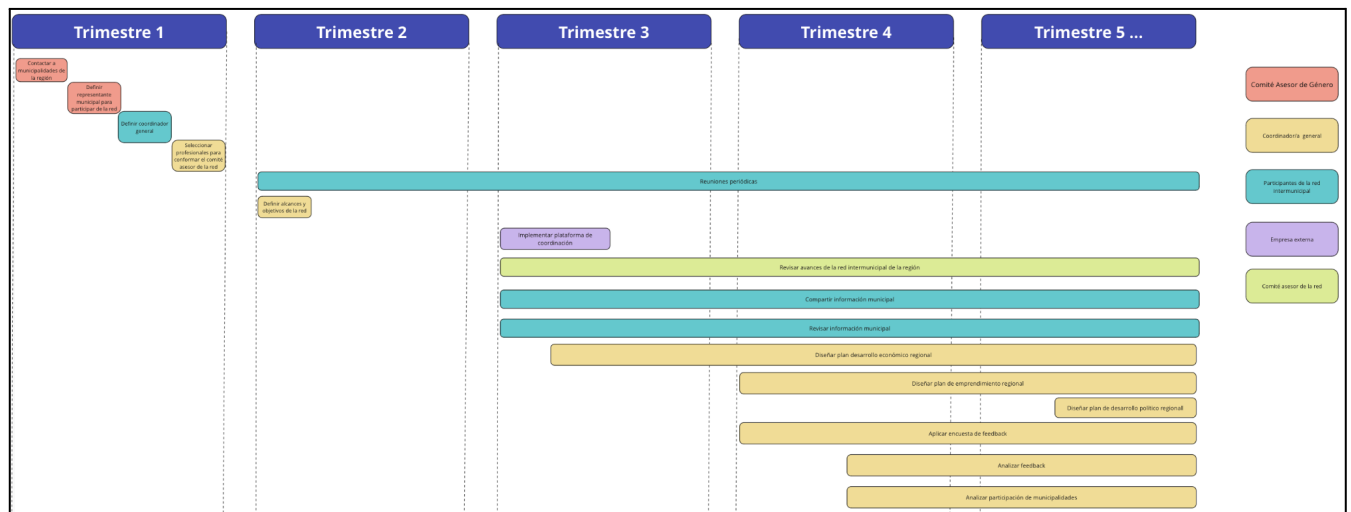 Trimestre 1
Trimestre 2
Trimestre 3
Trimestre 4
Trimestre 5 ...
Contactar a
municipalidades de
la región
Definir
representante
municipal para
participar de la red
Definir coordinador
general
Seleccionar
profesionales para
conformar el comité
asesor de la red
Reuniones periódicas
Definir alcances y
objetivos de la red
Implementar plataforma de
coordinación
Revisar avances de la red intermunicipal de la región
Compartir información municipal
Revisar información municipal
Diseñar plan desarrollo económico regional
Diseñar plan de emprendimiento regional
Diseñar plan de desarrollo político regionall
Aplicar encuesta de feedback
Analizar feedback
Analizar participación de municipalidades
Comité Asesor de Género
Coordinador/a general
Participantes de la red
intermunicipal
Empresa externa
Comité asesor de la red